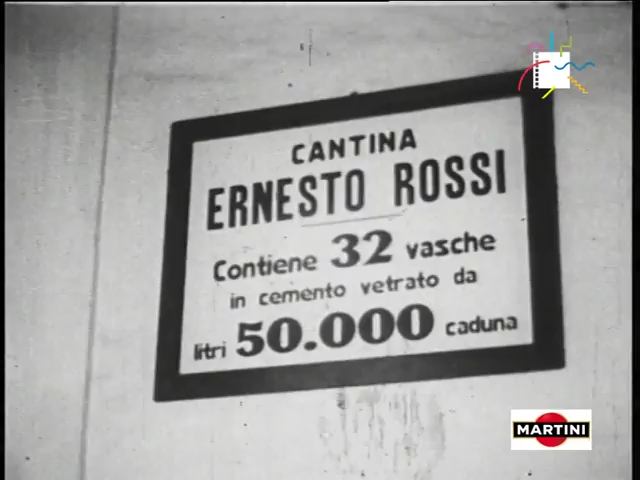 CANTINA
ERNESTO ROSSI
Contiene 32 vasche
in cemento vetrato da
litri 50.000 caduna
MARTINI